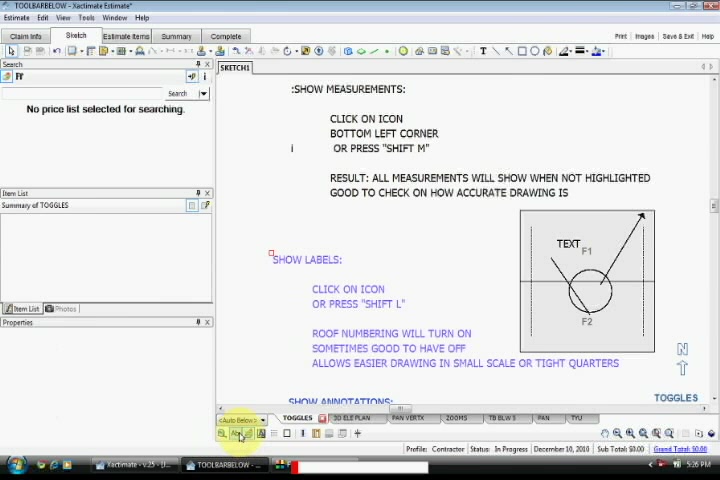 TOOLBARBELOW - Xactimate Estimate*
Estimate Edit View Tools Window Help
Claim Info Sketch Estimate Items Summary Complete
Print Images Save & Exit Help
Search
SKETCH1
Search
No price list selected for searching.
:SHOW MEASUREMENTS:
CLICK ON ICON
BOTTOM LEFT CORNER
i OR PRESS "SHIFT M"
RESULT: ALL MEASUREMENTS WILL SHOW WHEN NOT HIGHLIGHTED
GOOD TO CHECK ON HOW ACCURATE DRAWING IS
Item List
Summary of TOGGLES
TEXT
F1
F2
SHOW LABELS:
CLICK ON ICON
OR PRESS "SHIFT L"
ROOF NUMBERING WILL TURN ON
SOMETIMES GOOD TO HAVE OFF
ALLOWS EASIER DRAWING IN SMALL SCALE OR TIGHT QUARTERS
N
Item List Photos
Properties
SHOW ANNOTATIONS:
TOGGLES
<Auto Below> TOGGLES 3D ELE PLAN PAN VERTX ZOOMS TB BLW 5 PAN TYU
Abc
Profile: Contractor Status: In Progress December 10, 2010 Sub Total: $0.00 Grand Total: $0.00
TOOLBARBELOW - ...
5:26 PM